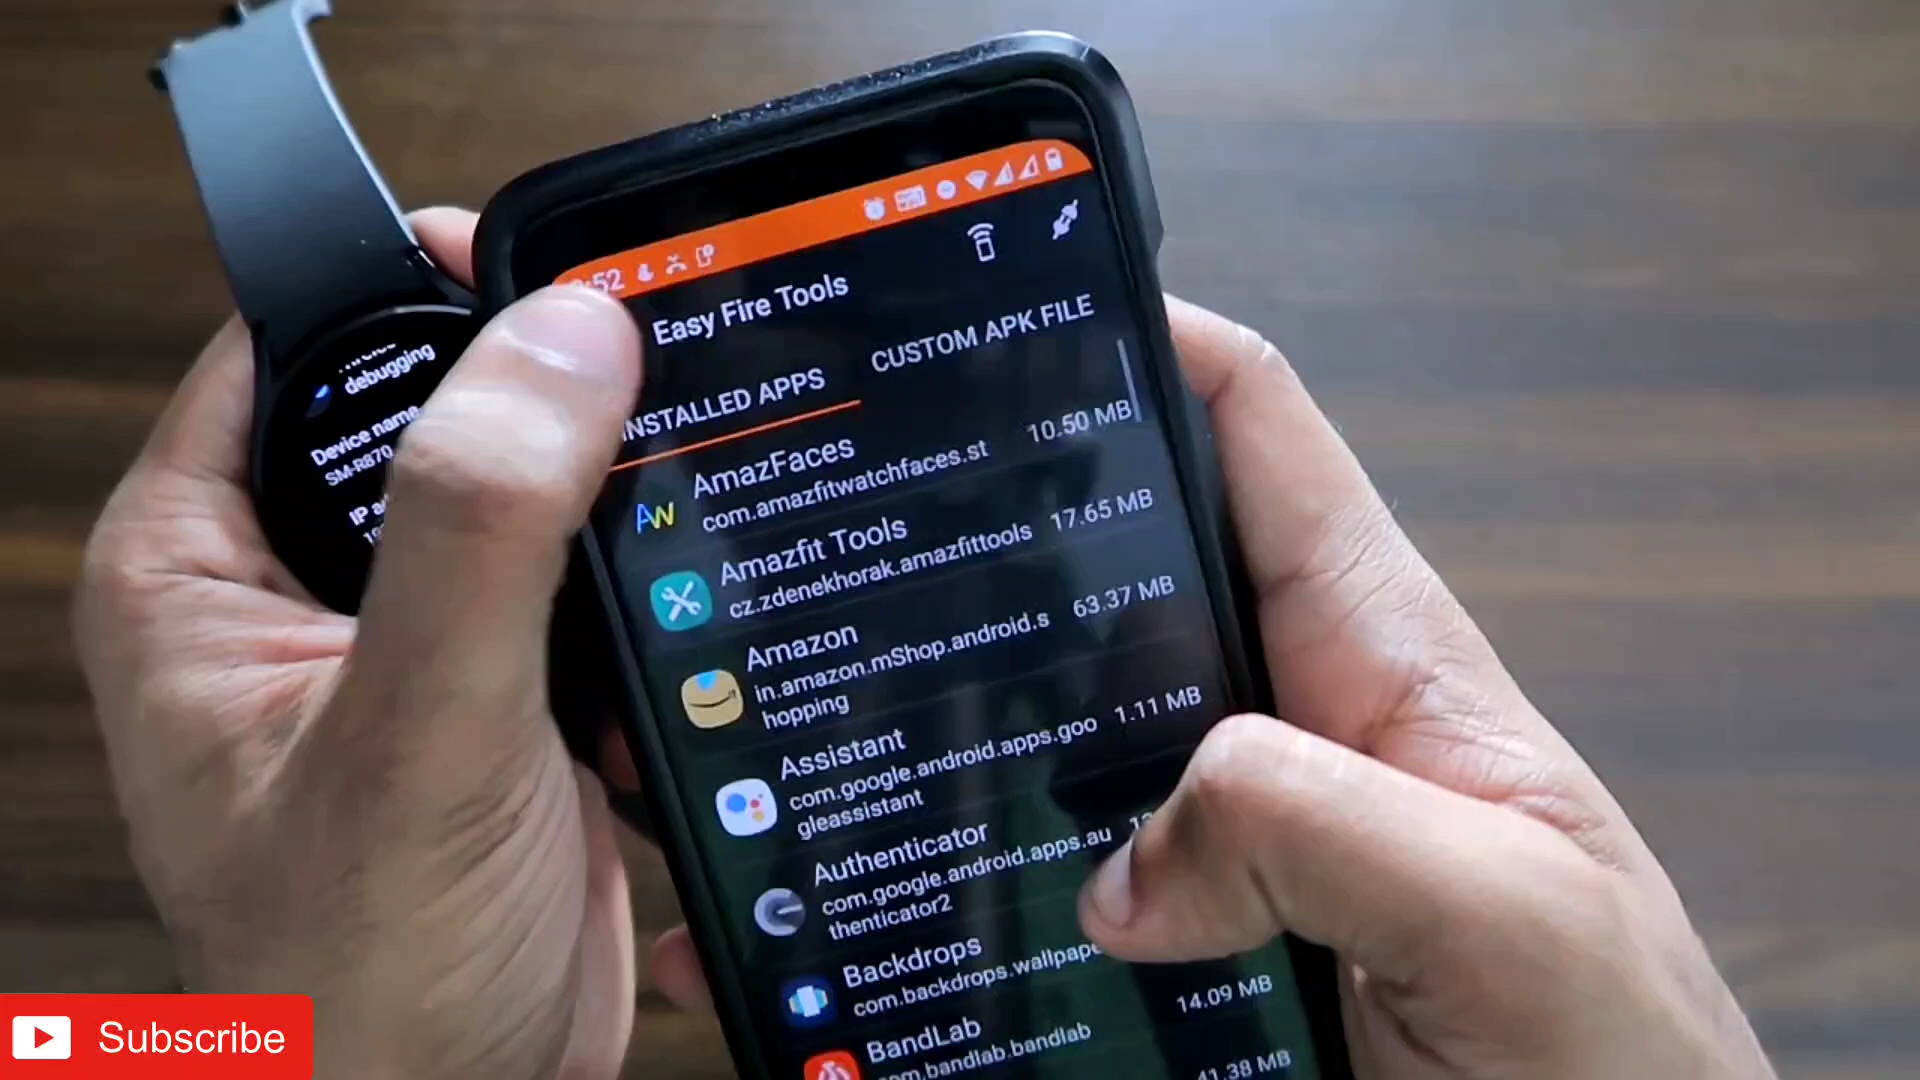 :52
Easy Fire Tools
INSTALLED APPS
CUSTOM APK FILE
AmazFaces
com.amazfitwatchfaces.st
10.50 MB
Amazfit Tools
cz.zdenekhorak.amazfittools
17.65 MB
Amazon
in.amazon.mShop.android.s
hopping
63.37 MB
Assistant
com.google.android.apps.goo
gleassistant
1.11 MB
Authenticator
com.google.android.apps.au
thenticator2
Backdrops
com.backdrops.wallpape
14.09 MB
BandLab
com.bandlab.bandlab
41.38 MB
debugging
Device name
SM-R870
IP
Subscribe